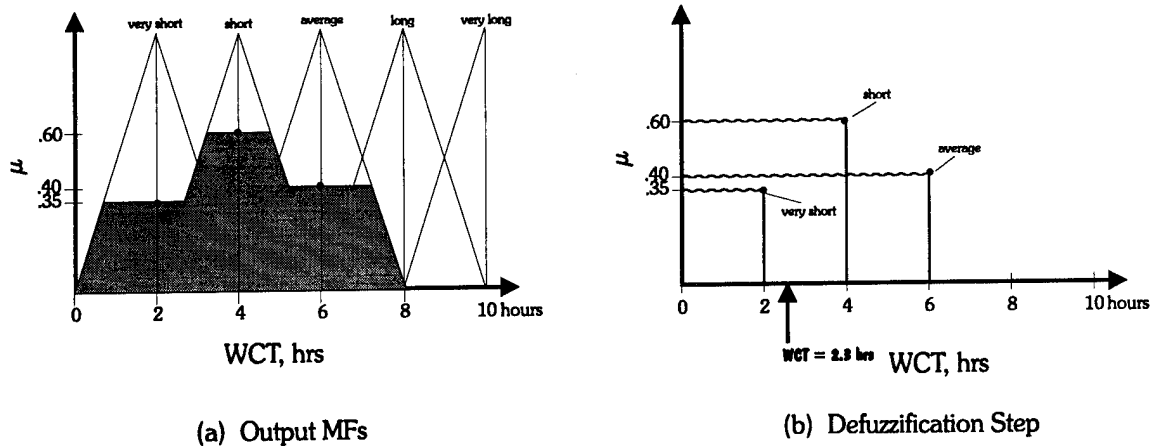 very short short average long very long
.60
.40
.35
μ
0 2 4 6 8 10 hours
WCT, hrs
(a) Output MFs
short
.60
average
μ
.40
.35
very short
0 2 4 6 8 10 hours
WCT = 2.3 hrs
WCT, hrs
(b) Defuzzification Step